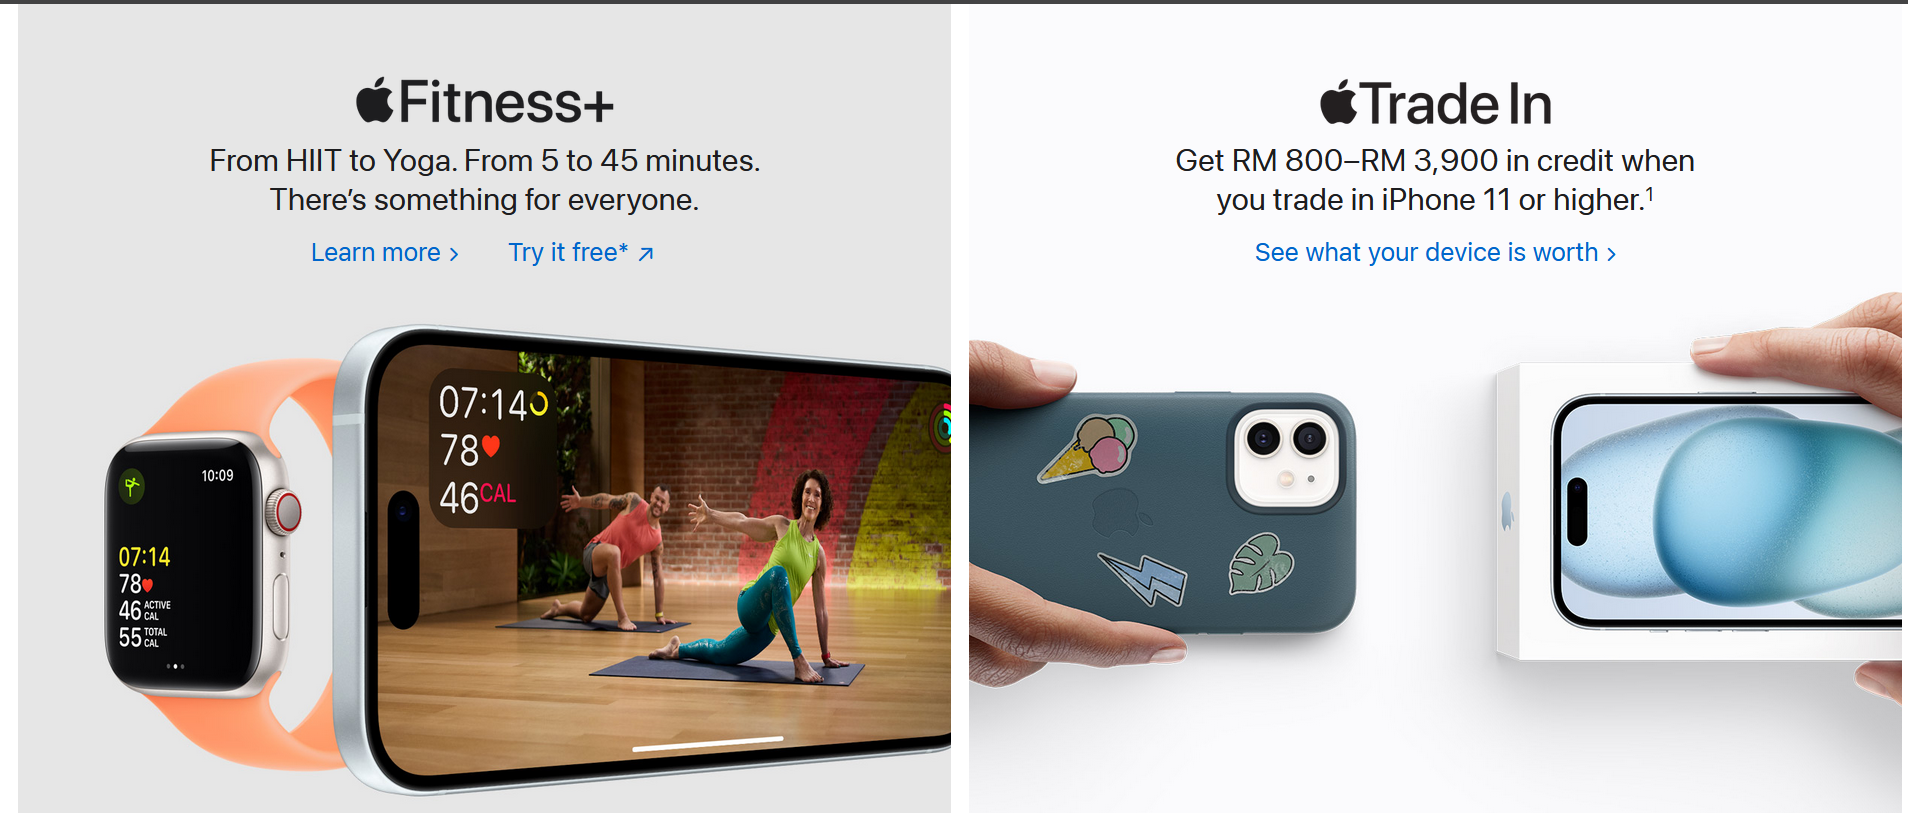 Fitness+
From HIIT to Yoga. From 5 to 45 minutes.
There's something for everyone.
Learn more >
Try it free* ↗
10:09
07:14
78
46 ACTIVE CAL
55 TOTAL CAL
07:14
78
46CAL
Trade In
Get RM 800–RM 3,900 in credit when
you trade in iPhone 11 or higher.¹
See what your device is worth >